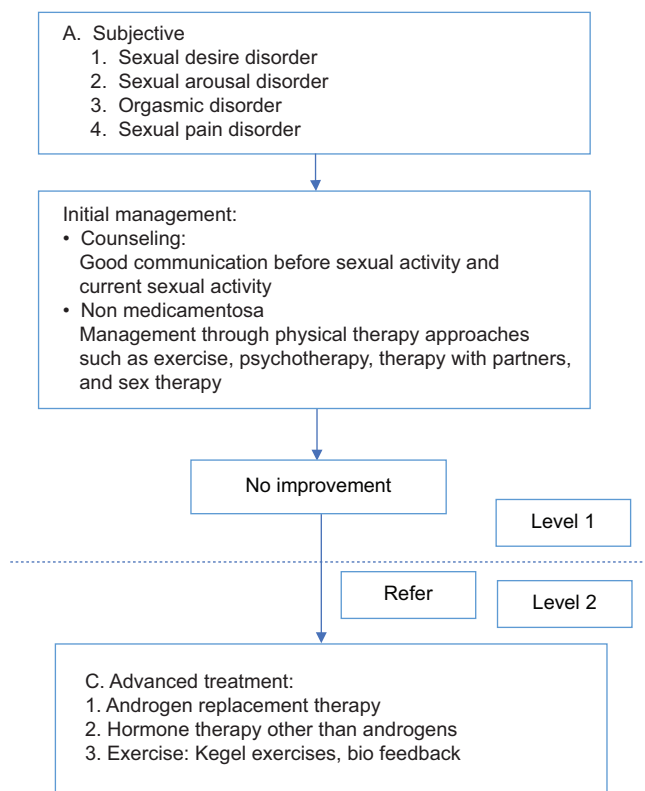 A. Subjective
1. Sexual desire disorder
2. Sexual arousal disorder
3. Orgasmic disorder
4. Sexual pain disorder
Initial management:
• Counseling:
Good communication before sexual activity and
current sexual activity
• Non medicamentosa
Management through physical therapy approaches
such as exercise, psychotherapy, therapy with partners,
and sex therapy
No improvement
Level 1
Refer
Level 2
C. Advanced treatment:
1. Androgen replacement therapy
2. Hormone therapy other than androgens
3. Exercise: Kegel exercises, bio feedback